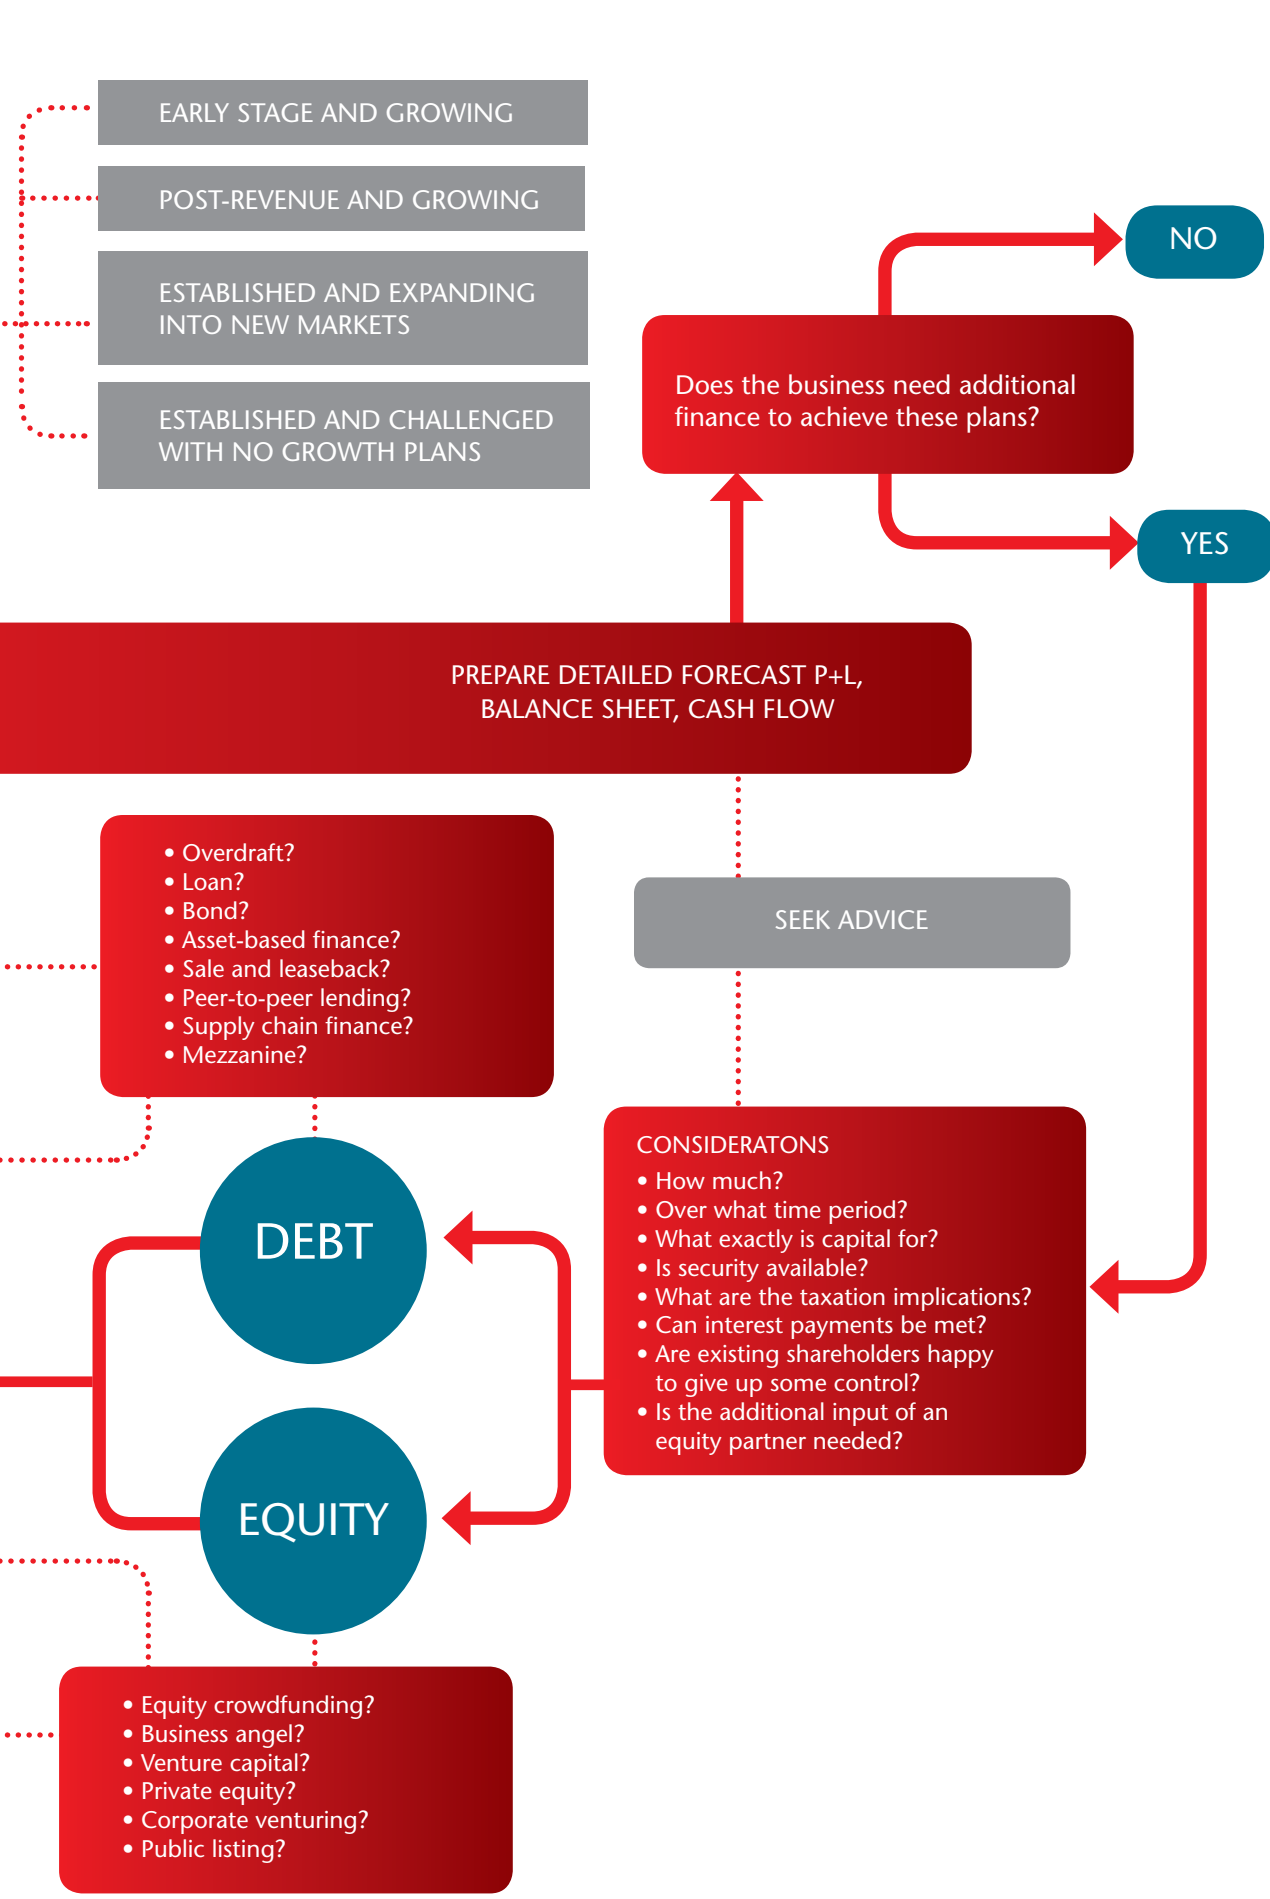 EARLY STAGE AND GROWING
POST-REVENUE AND GROWING
ESTABLISHED AND EXPANDING
INTO NEW MARKETS
ESTABLISHED AND CHALLENGED
WITH NO GROWTH PLANS
NO
Does the business need additional
finance to achieve these plans?
YES
PREPARE DETAILED FORECAST P+L,
BALANCE SHEET, CASH FLOW
• Overdraft?
• Loan?
• Bond?
• Asset-based finance?
• Sale and leaseback?
• Peer-to-peer lending?
• Supply chain finance?
• Mezzanine?
SEEK ADVICE
CONSIDERATONS
• How much?
• Over what time period?
• What exactly is capital for?
• Is security available?
• What are the taxation implications?
• Can interest payments be met?
• Are existing shareholders happy
to give up some control?
• Is the additional input of an
equity partner needed?
DEBT
EQUITY
• Equity crowdfunding?
• Business angel?
• Venture capital?
• Private equity?
• Corporate venturing?
• Public listing?